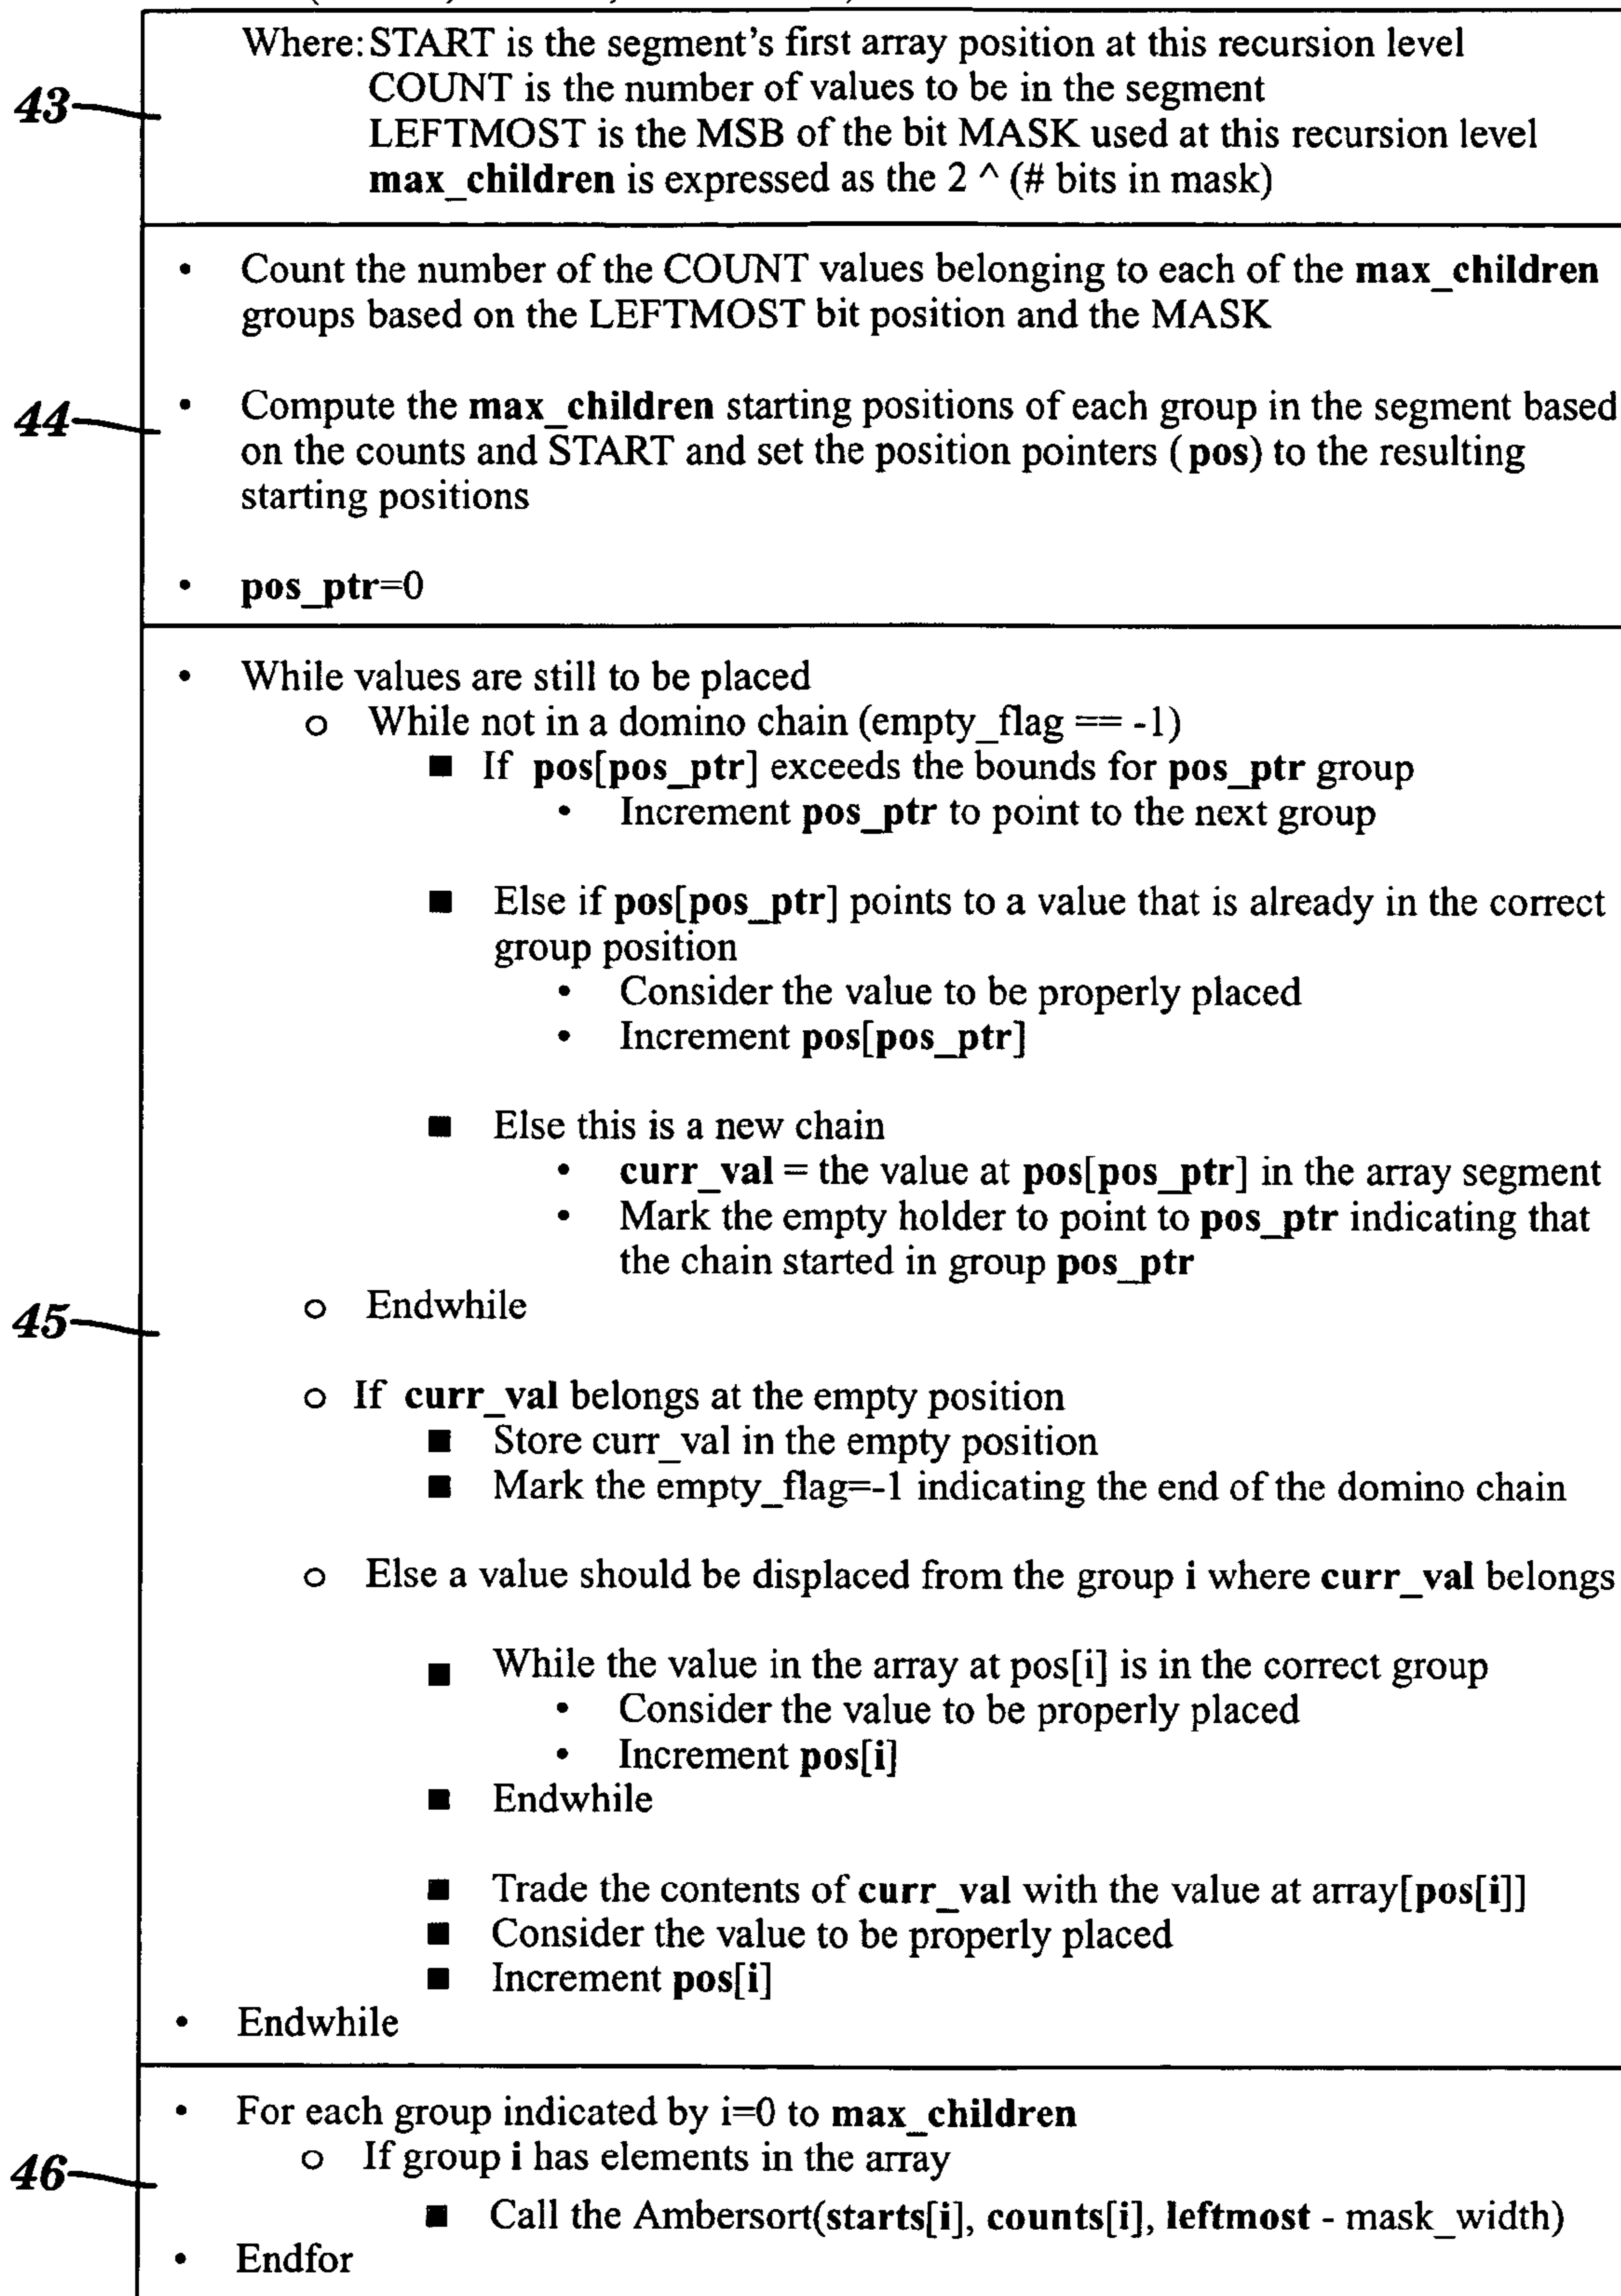 Where: START is the segment's first array position at this recursion level
43
COUNT is the number of values to be in the segment
LEFTMOST is the MSB of the bit MASK used at this recursion level
max_children is expressed as the 2 ^ (# bits in mask)
• Count the number of the COUNT values belonging to each of the max_children
groups based on the LEFTMOST bit position and the MASK
44
• Compute the max_children starting positions of each group in the segment based
on the counts and START and set the position pointers (pos) to the resulting
starting positions
• pos_ptr=0
• While values are still to be placed
o While not in a domino chain (empty_flag == -1)
■ If pos[pos_ptr] exceeds the bounds for pos_ptr group
• Increment pos_ptr to point to the next group
■ Else if pos[pos_ptr] points to a value that is already in the correct
group position
• Consider the value to be properly placed
• Increment pos[pos_ptr]
■ Else this is a new chain
• curr_val = the value at pos[pos_ptr] in the array segment
• Mark the empty holder to point to pos_ptr indicating that
the chain started in group pos_ptr
o Endwhile
45
o If curr_val belongs at the empty position
■ Store curr_val in the empty position
■ Mark the empty_flag=-1 indicating the end of the domino chain
o Else a value should be displaced from the group i where curr_val belongs
■ While the value in the array at pos[i] is in the correct group
• Consider the value to be properly placed
• Increment pos[i]
■ Endwhile
■ Trade the contents of curr_val with the value at array[pos[i]]
■ Consider the value to be properly placed
■ Increment pos[i]
• Endwhile
• For each group indicated by i=0 to max_children
o If group i has elements in the array
46
■ Call the Ambersort(starts[i], counts[i], leftmost - mask_width)
• Endfor